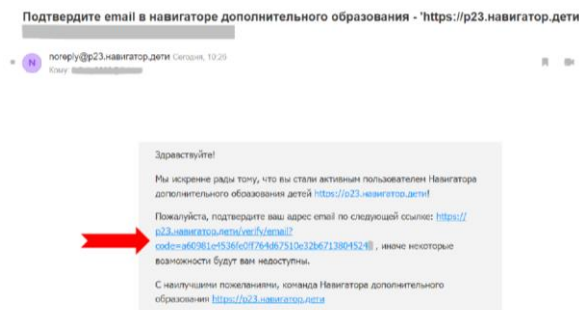 Подтвердите email в навигаторе дополнительного образования - 'https://р23.навигатор.дети
N
noreply@р23.навигатор.дети Сегодня, 10:29
Кому:
Здравствуйте!
Мы искренне рады тому, что вы стали активным пользователем Навигатора
дополнительного образования детей https://р23.навигатор.дети!
Пожалуйста, подтвердите ваш адрес email по следующей ссылке: https://
р23.навигатор.дети/verify/email?
code=a60981e4536fe0ff764d67510e32b6713804524 , иначе некоторые
возможности будут вам недоступны.
С наилучшими пожеланиями, команда Навигатора дополнительного
образования https://р23.навигатор.дети